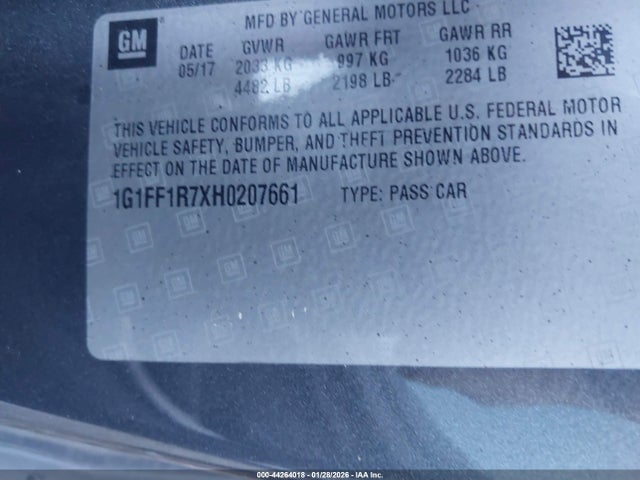 MFD BY GENERAL MOTORS LLC
GM
DATE GVWR GAWR FRT GAWR RR
05/17 2033 KG 997 KG 1036 KG
4482 LB 2198 LB 2284 LB
THIS VEHICLE CONFORMS TO ALL APPLICABLE U.S. FEDERAL MOTOR
VEHICLE SAFETY, BUMPER, AND THEFT PREVENTION STANDARDS IN
EFFECT ON THE DATE OF MANUFACTURE SHOWN ABOVE.
1G1FF1R7XH0207661 TYPE: PASS CAR
000-44264018 - 01/28/2026 - IAA Inc.